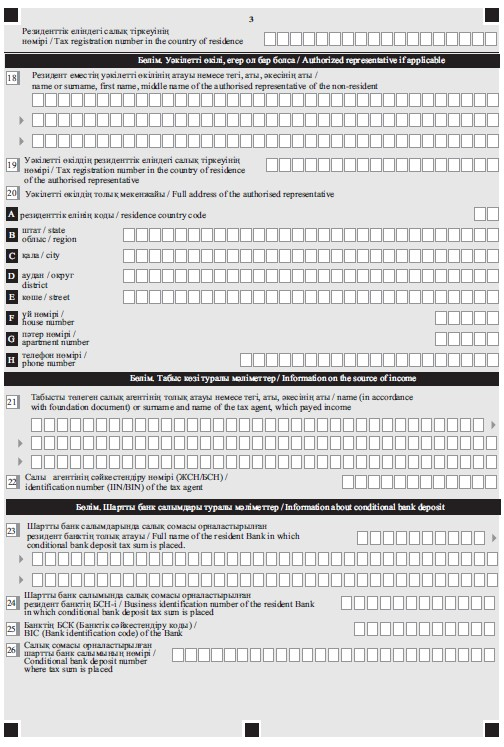 3
Резиденттік еліндегі салық тіркеуінің
нөмірі / Tax registration number in the country of residence
Бөлім. Уәкілетті өкілі, егер ол бар болса / Authorized representative if applicable
18 Резидент еместің уәкілетті өкілінің атауы немесе тегі, аты, әкесінің аты /
name or surname, first name, middle name of the authorised representative of the non-resident
19 Уәкілетті өкілдің резиденттік еліндегі салық тіркеуінің
нөмірі / Tax registration number in the country of residence
of the authorized representative
20 Уәкілетті өкілдің толық мекенжайы / Full address of the authorised representative
A резиденттік елінің коды / residence country code
B штат / state
облыс / region
C қала / city
D аудан / округ
district
E көше / street
F үй нөмірі /
house number
G пәтер нөмірі /
apartment number
H телефон нөмірі /
phone number
Бөлім. Табыс көзі туралы мәліметтер / Information on the source of income
21 Табысты төлеген салық агентінің толық атауы немесе тегі, аты, әкесінің аты / name (in accordance
with foundation document) or surname and name of the tax agent, which payed income
22 Салы агентінің сәйкестендіру нөмірі (ЖСН/БСН) /
identification number (IIN/BIN) of the tax agent
Бөлім. Шартты банк салымдары туралы мәліметтер / Information about conditional bank deposit
23 Шартты банк салымдарында салық сомасы орналастырылған
резидент банктің толық атауы / Full name of the resident Bank in which
conditional bank deposit tax sum is placed.
24 Шартты банк салымында салық сомасы орналастырылған
резидент банктің БСН-і / Business identification number of the resident Bank
in which conditional bank deposit tax sum is placed
25 Банктің БСК (Банктік сәйкестендіру коды) /
BIC (Bank identification code) of the Bank
26 Салық сомасы орналастырылған
шартты банк салымының нөмірі /
Conditional bank deposit number
where tax sum is placed